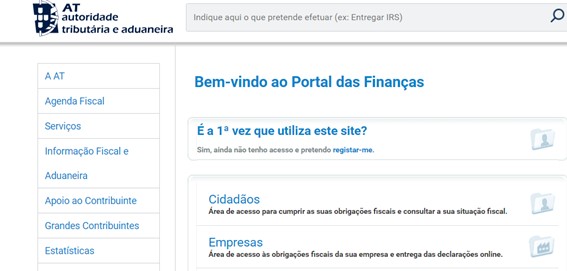 AT
autoridade
tributária e aduaneira
Indique aqui o que pretende efetuar (ex: Entregar IRS)
A AT
Agenda Fiscal
Serviços
Informação Fiscal e
Aduaneira
Apoio ao Contribuinte
Grandes Contribuintes
Estatísticas
Bem-vindo ao Portal das Finanças
É a 1ª vez que utiliza este site?
Sim, ainda não tenho acesso e pretendo registar-me.
Cidadãos
Área de acesso para cumprir as suas obrigações fiscais e consultar a sua situação fiscal.
Empresas
Área de acesso às obrigações fiscais da sua empresa e entrega das declarações online.